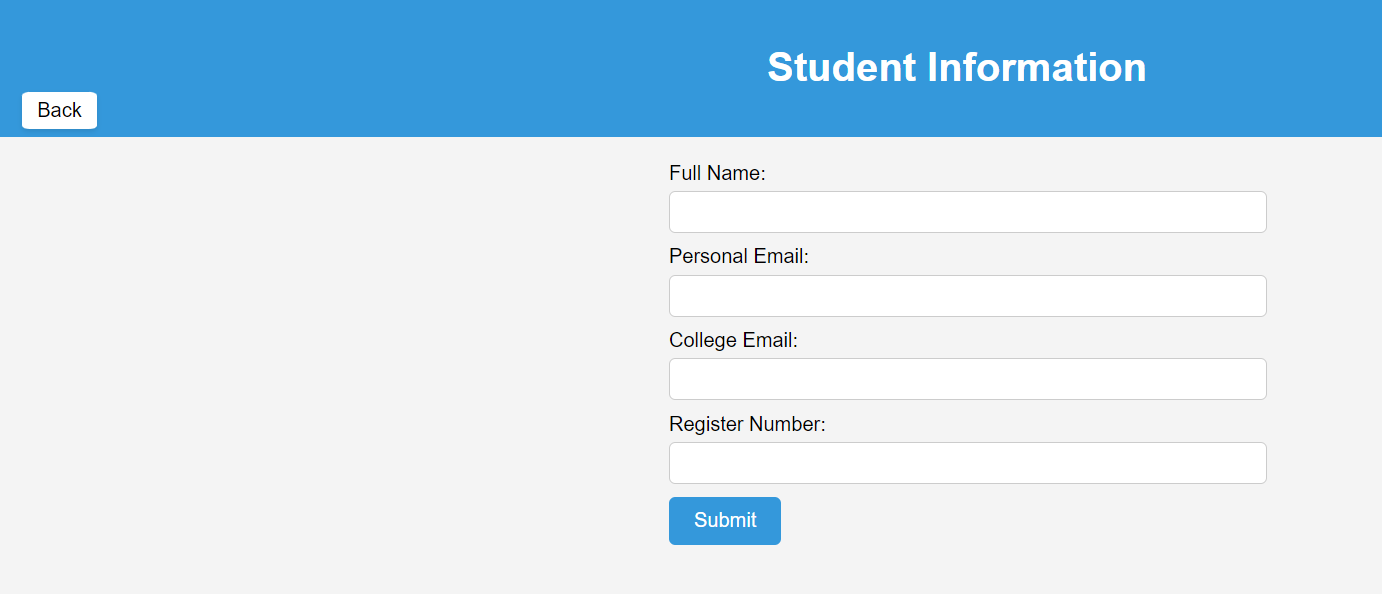 Student Information
Back
Full Name:
Personal Email:
College Email:
Register Number:
Submit